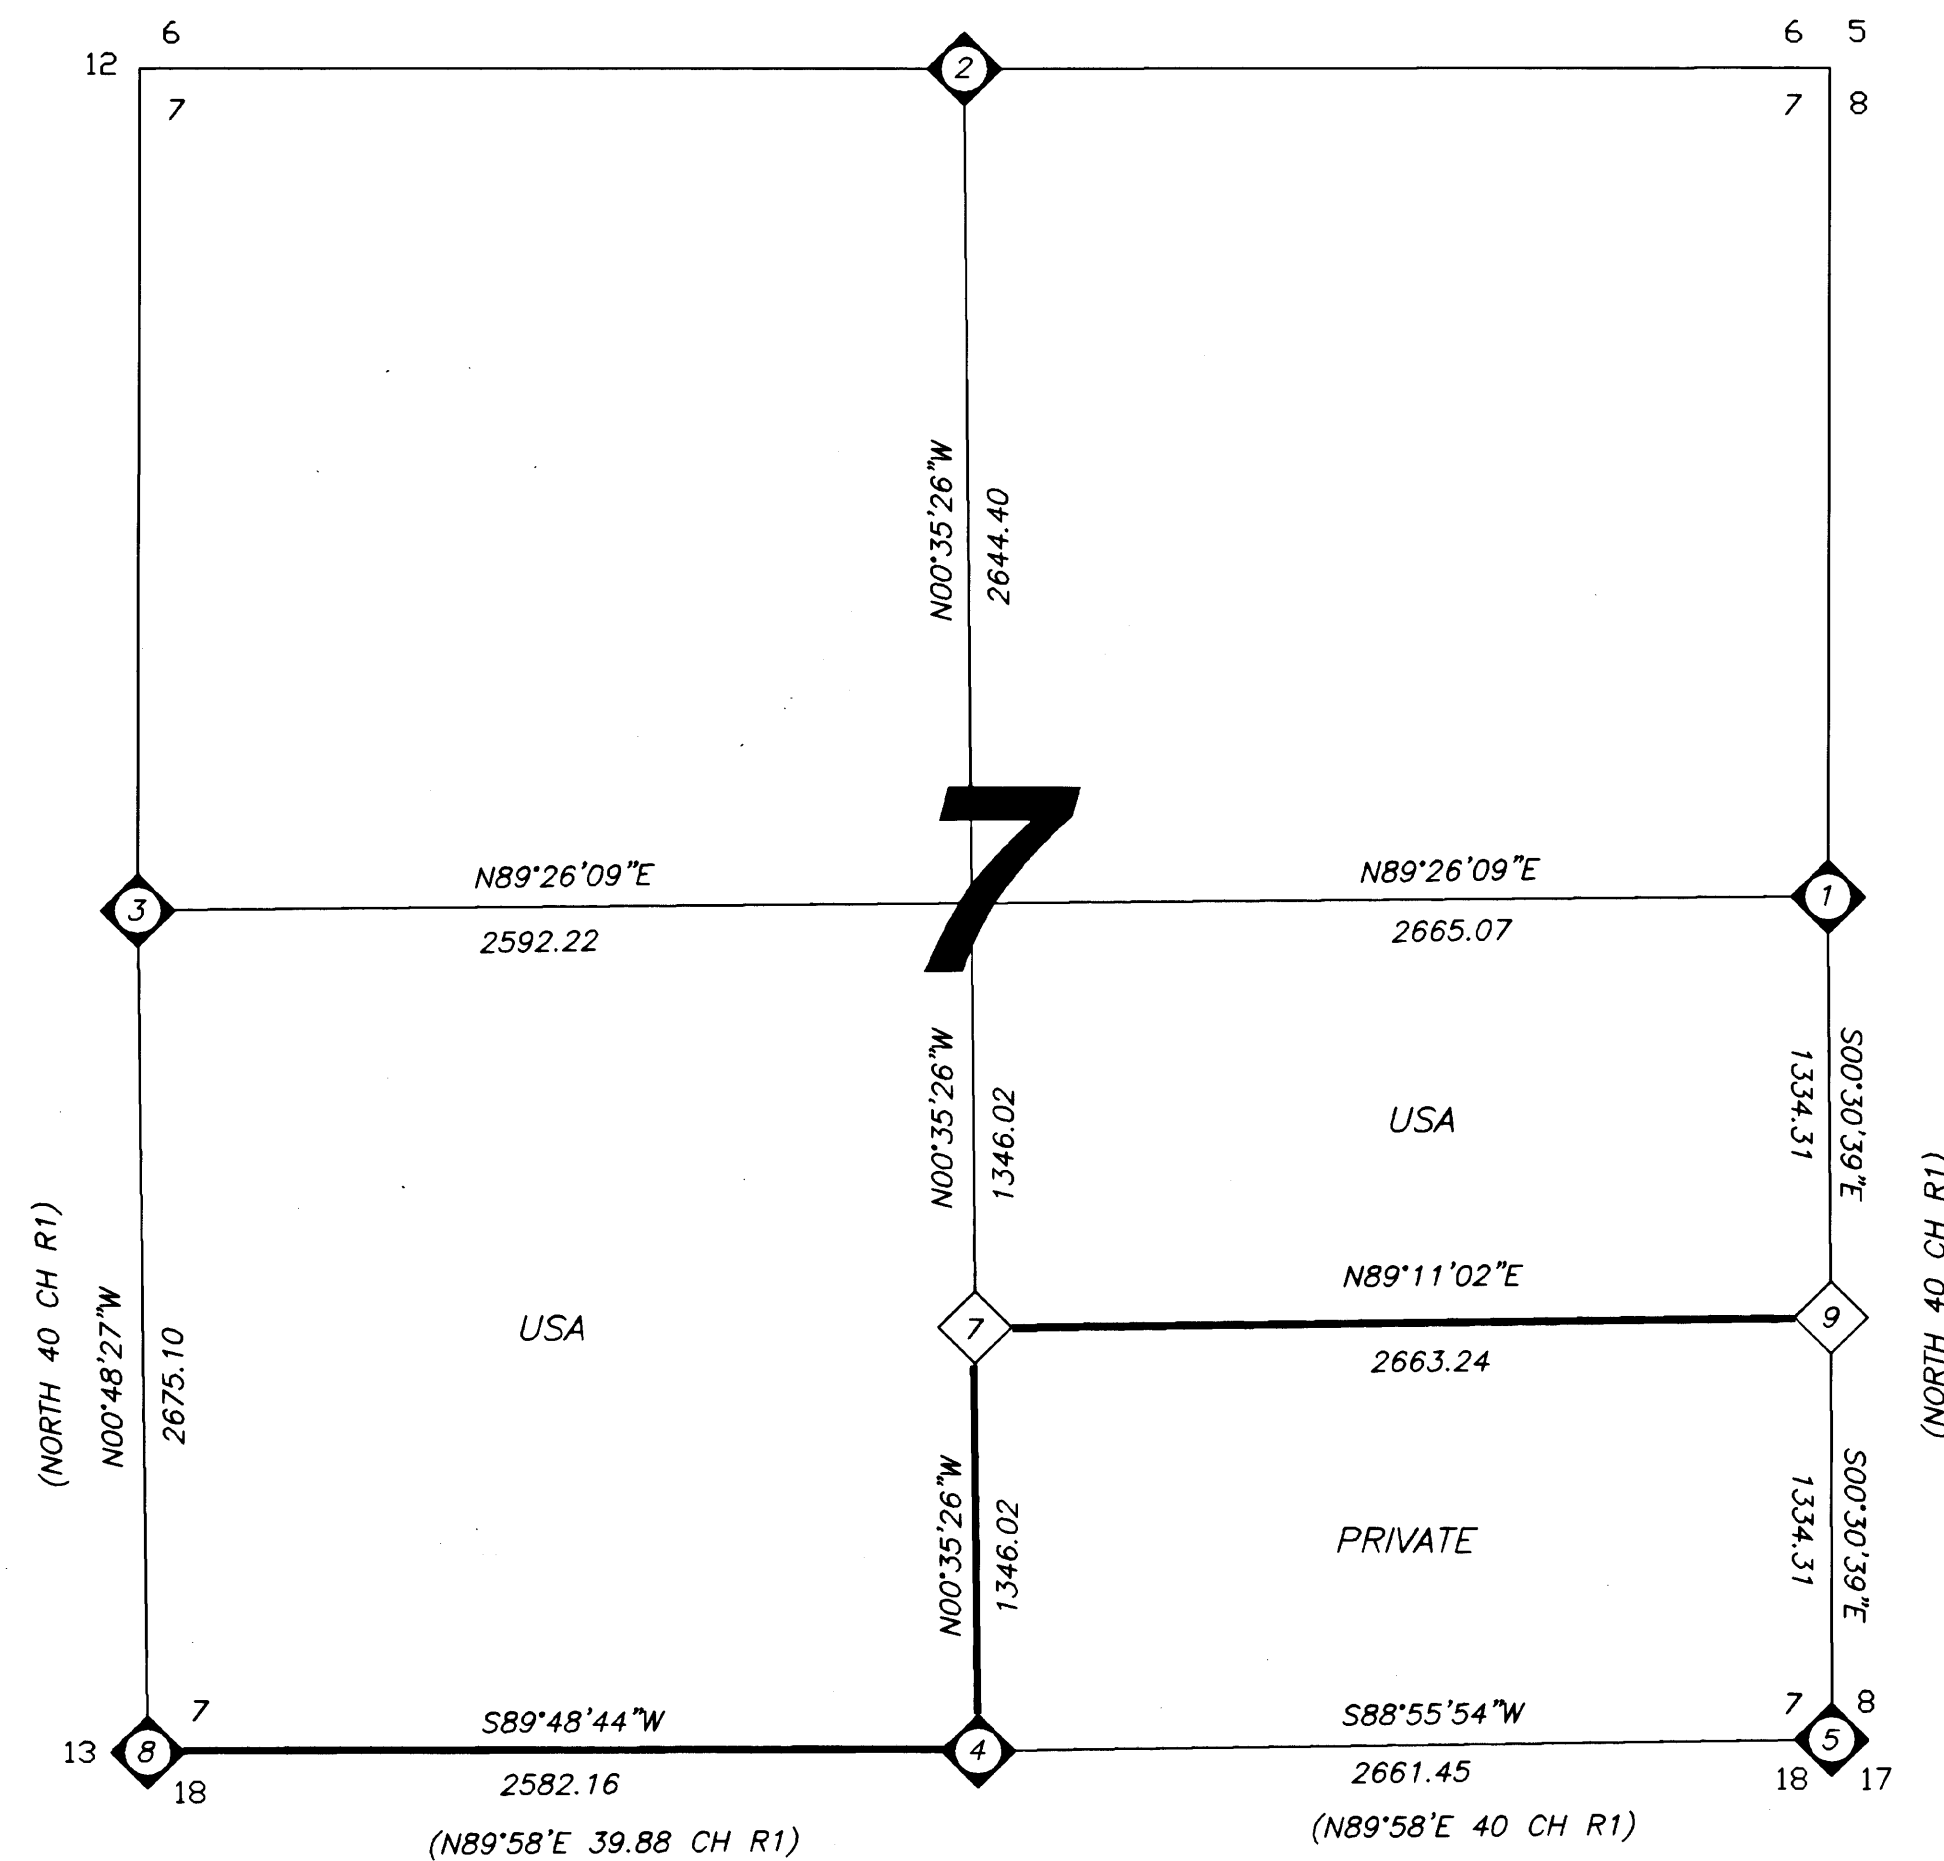 6
6 5
12
2
7
7 8
N00°35'26"W
2644.40
7
N89°26'09"E
N89°26'09"E
3
1
2592.22
2665.07
N00°35'26"W
1346.02
USA
1334.31
S00°30'39"E
(NORTH 40 CH R1)
N00°48'27"W
2675.10
USA
(NORTH 40 CH R1)
N89°11'02"E
7
9
2663.24
N00°35'26"W
1346.02
PRIVATE
1334.31
S00°30'39"E
7
S89°48'44"W
S88°55'54"W
7 8
13 8
4
5
18
2582.16
2661.45
18 17
(N89°58'E 39.88 CH R1)
(N89°58'E 40 CH R1)